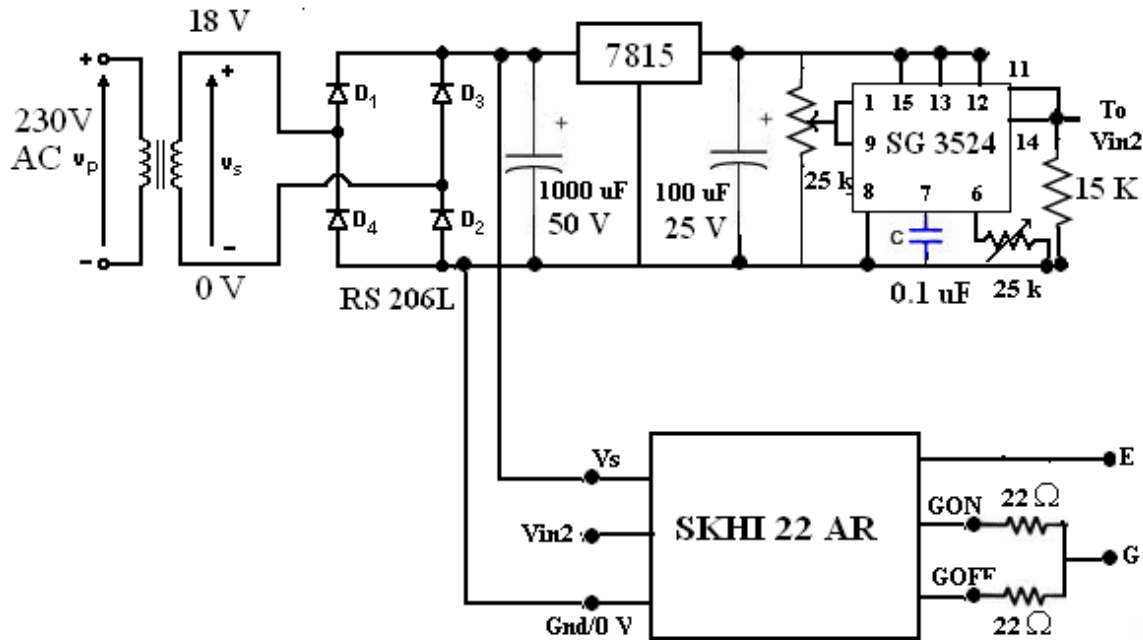 18 V
+
230V
AC
vp
−
+
vs
−
0 V
D1
D3
D4
D2
RS 206L
+
1000 uF
50 V
7815
+
100 uF
25 V
25 k
1
15
13
12
11
9
SG 3524
14
8
7
6
To
Vin2
15 K
C
0.1 uF
25 k
Vs
Vin2
Gnd/0 V
SKHI 22 AR
E
GON
22 Ω
G
GOFF
22 Ω